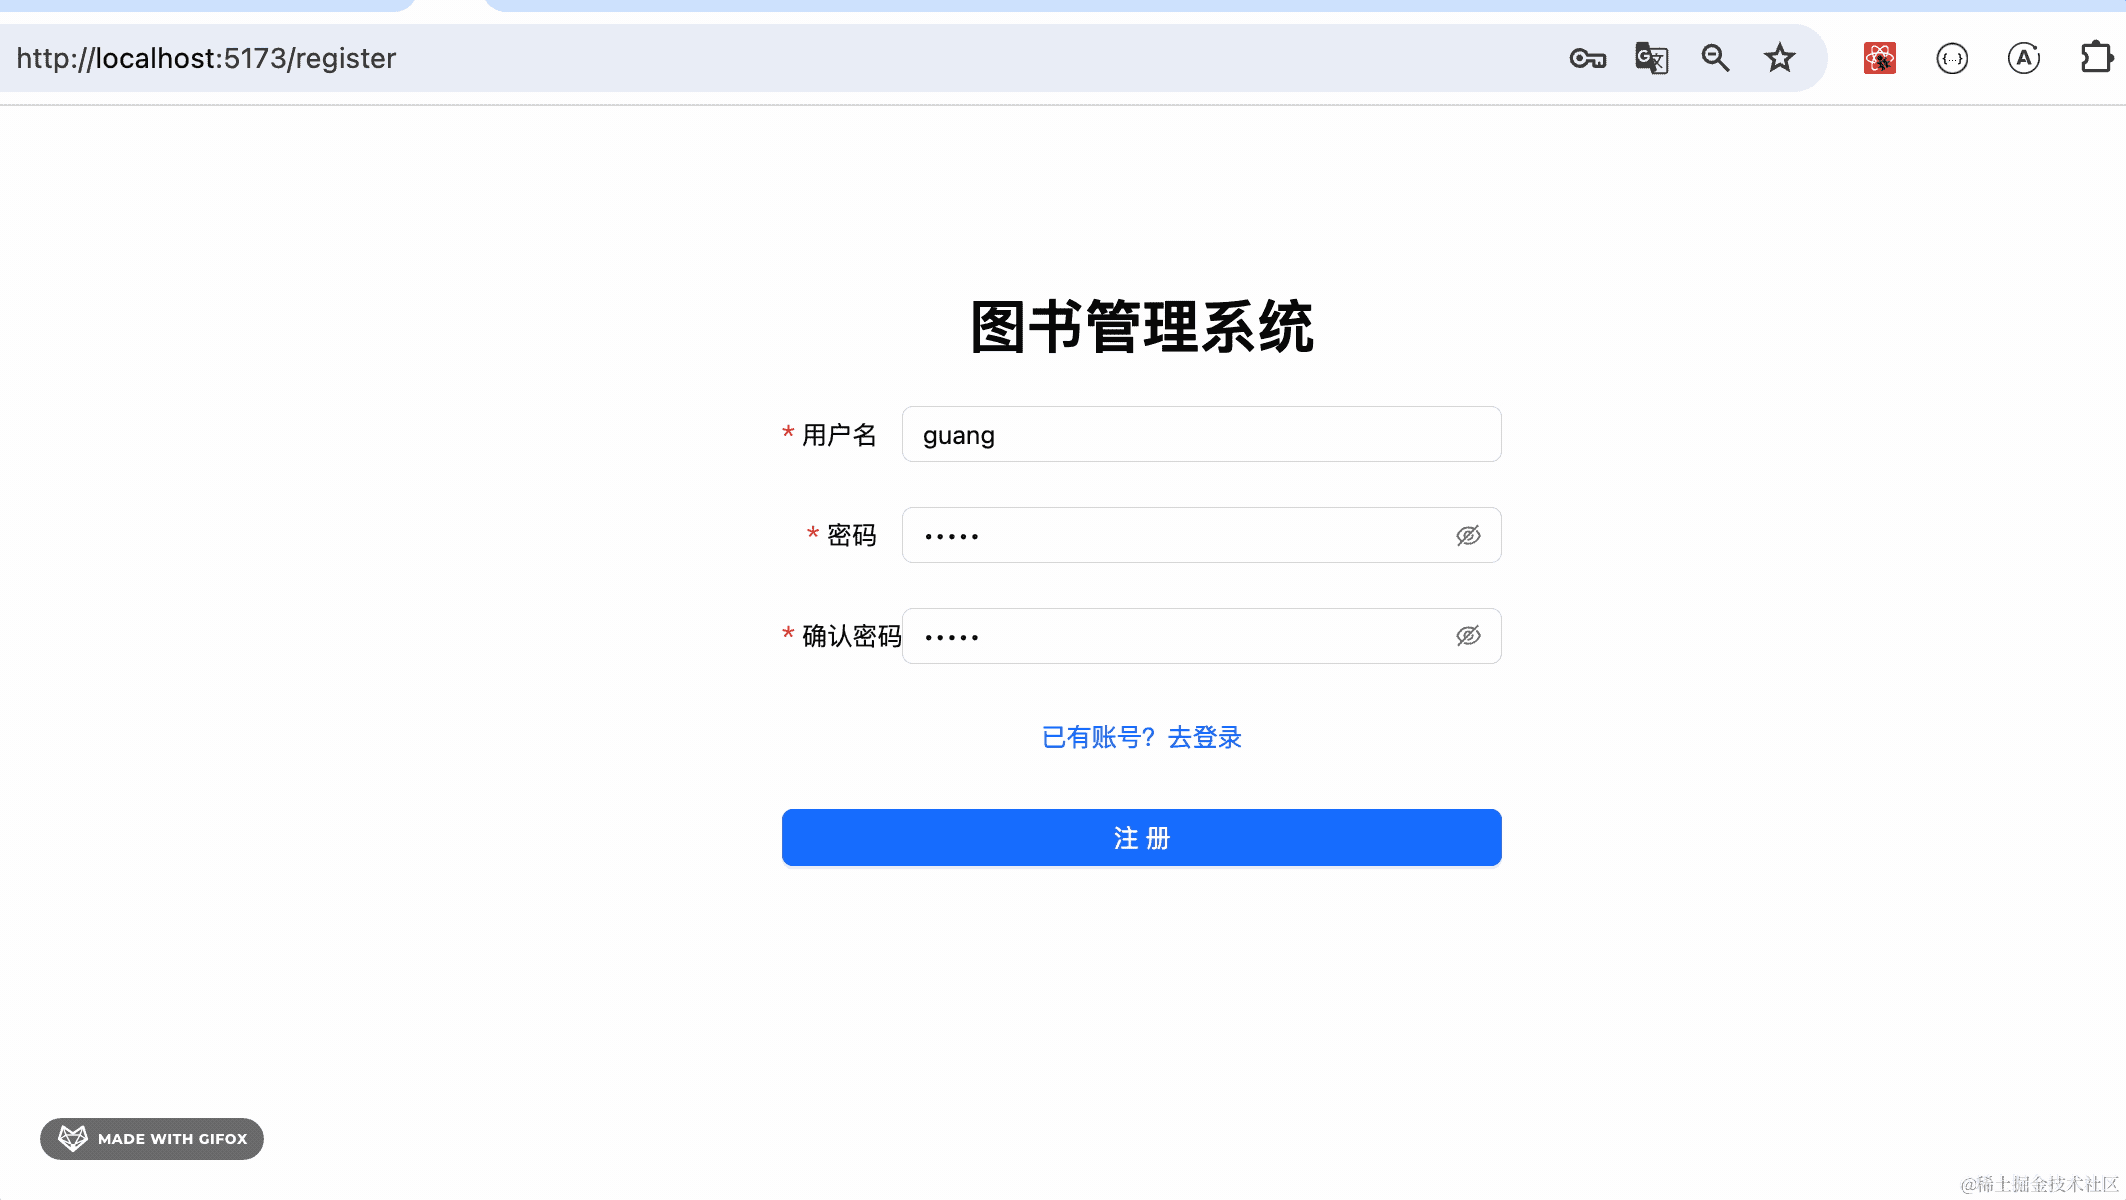 http://localhost:5173/register
图书管理系统
* 用户名 guang
* 密码 •••••
* 确认密码 •••••
已有账号？去登录
注 册
MADE WITH GIFOX
@稀土掘金技术社区